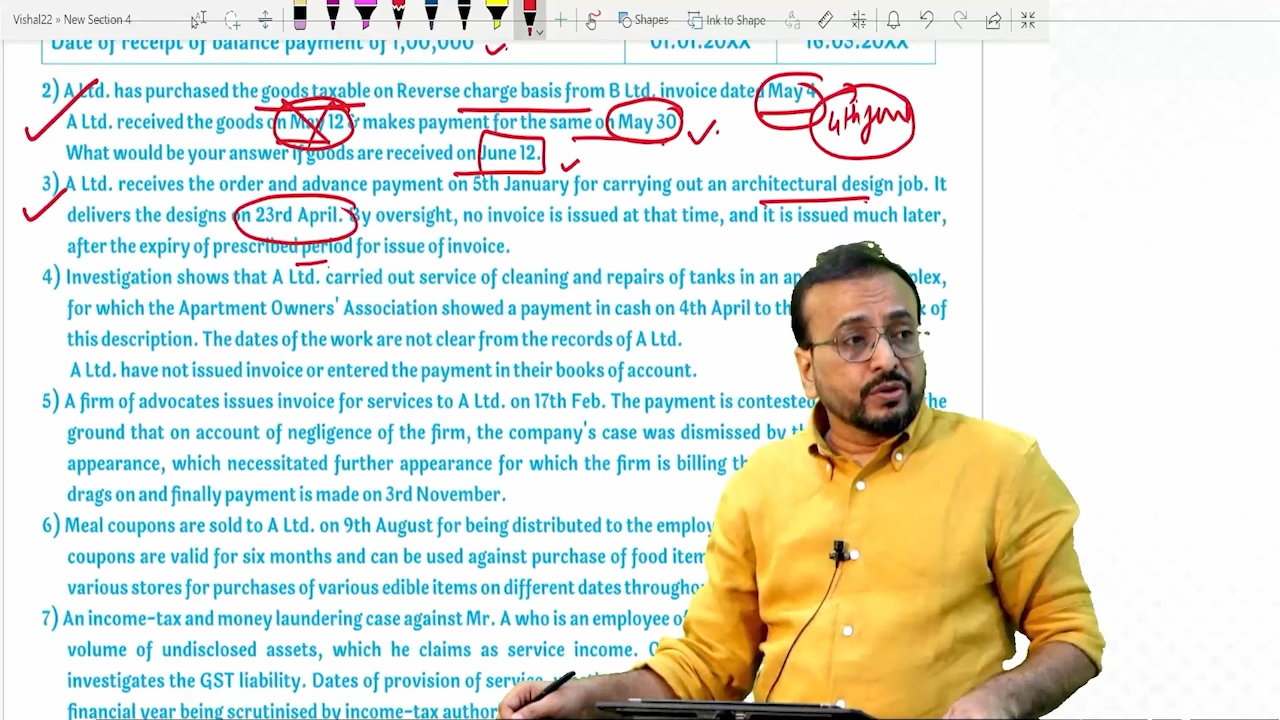 Vishal22 » New Section 4
Shapes
Ink to Shape
Date of receipt of balance payment of 1,00,000 01.01.20XX 16.03.20XX
2) A Ltd. has purchased the goods taxable on Reverse charge basis from B Ltd. invoice dated May 4
4th June
A Ltd. received the goods on May 12 & makes payment for the same on May 30
What would be your answer if goods are received on June 12.
3) A Ltd. receives the order and advance payment on 5th January for carrying out an architectural design job. It
delivers the designs on 23rd April. By oversight, no invoice is issued at that time, and it is issued much later,
after the expiry of prescribed period for issue of invoice.
4) Investigation shows that A Ltd. carried out service of cleaning and repairs of tanks in an
for which the Apartment Owners' Association showed a payment in cash on 4th April to of
this description. The dates of the work are not clear from the records of A Ltd.
A Ltd. have not issued invoice or entered the payment in their books of account.
5) A firm of advocates issues invoice for services to A Ltd. on 17th Feb. The payment is contested
ground that on account of negligence of the firm, the company's case was dismissed by
appearance, which necessitated further appearance for which the firm is billing
drags on and finally payment is made on 3rd November.
6) Meal coupons are sold to A Ltd. on 9th August for being distributed to the
coupons are valid for six months and can be used against purchase of food
various stores for purchases of various edible items on different dates
7) An income-tax and money laundering case against Mr. A who is an employee
volume of undisclosed assets, which he claims as service income.
investigates the GST liability. Dates of provision of
financial year being scrutinised by income-tax